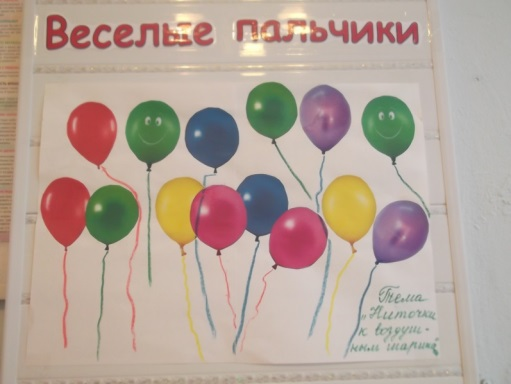 Веселые пальчики
Тема
"Ниточки
к воздуш-
ным шарикам"